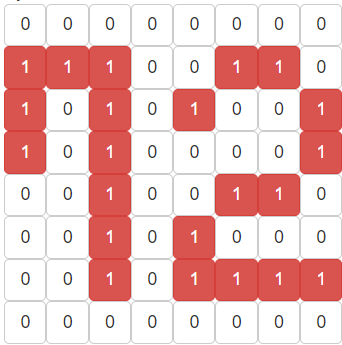 0 0 0 0 0 0 0 0
1 1 1 0 0 1 1 0
1 0 1 0 1 0 0 1
1 0 1 0 0 0 0 1
0 0 1 0 0 1 1 0
0 0 1 0 1 0 0 0
0 0 1 0 1 1 1 1
0 0 0 0 0 0 0 0